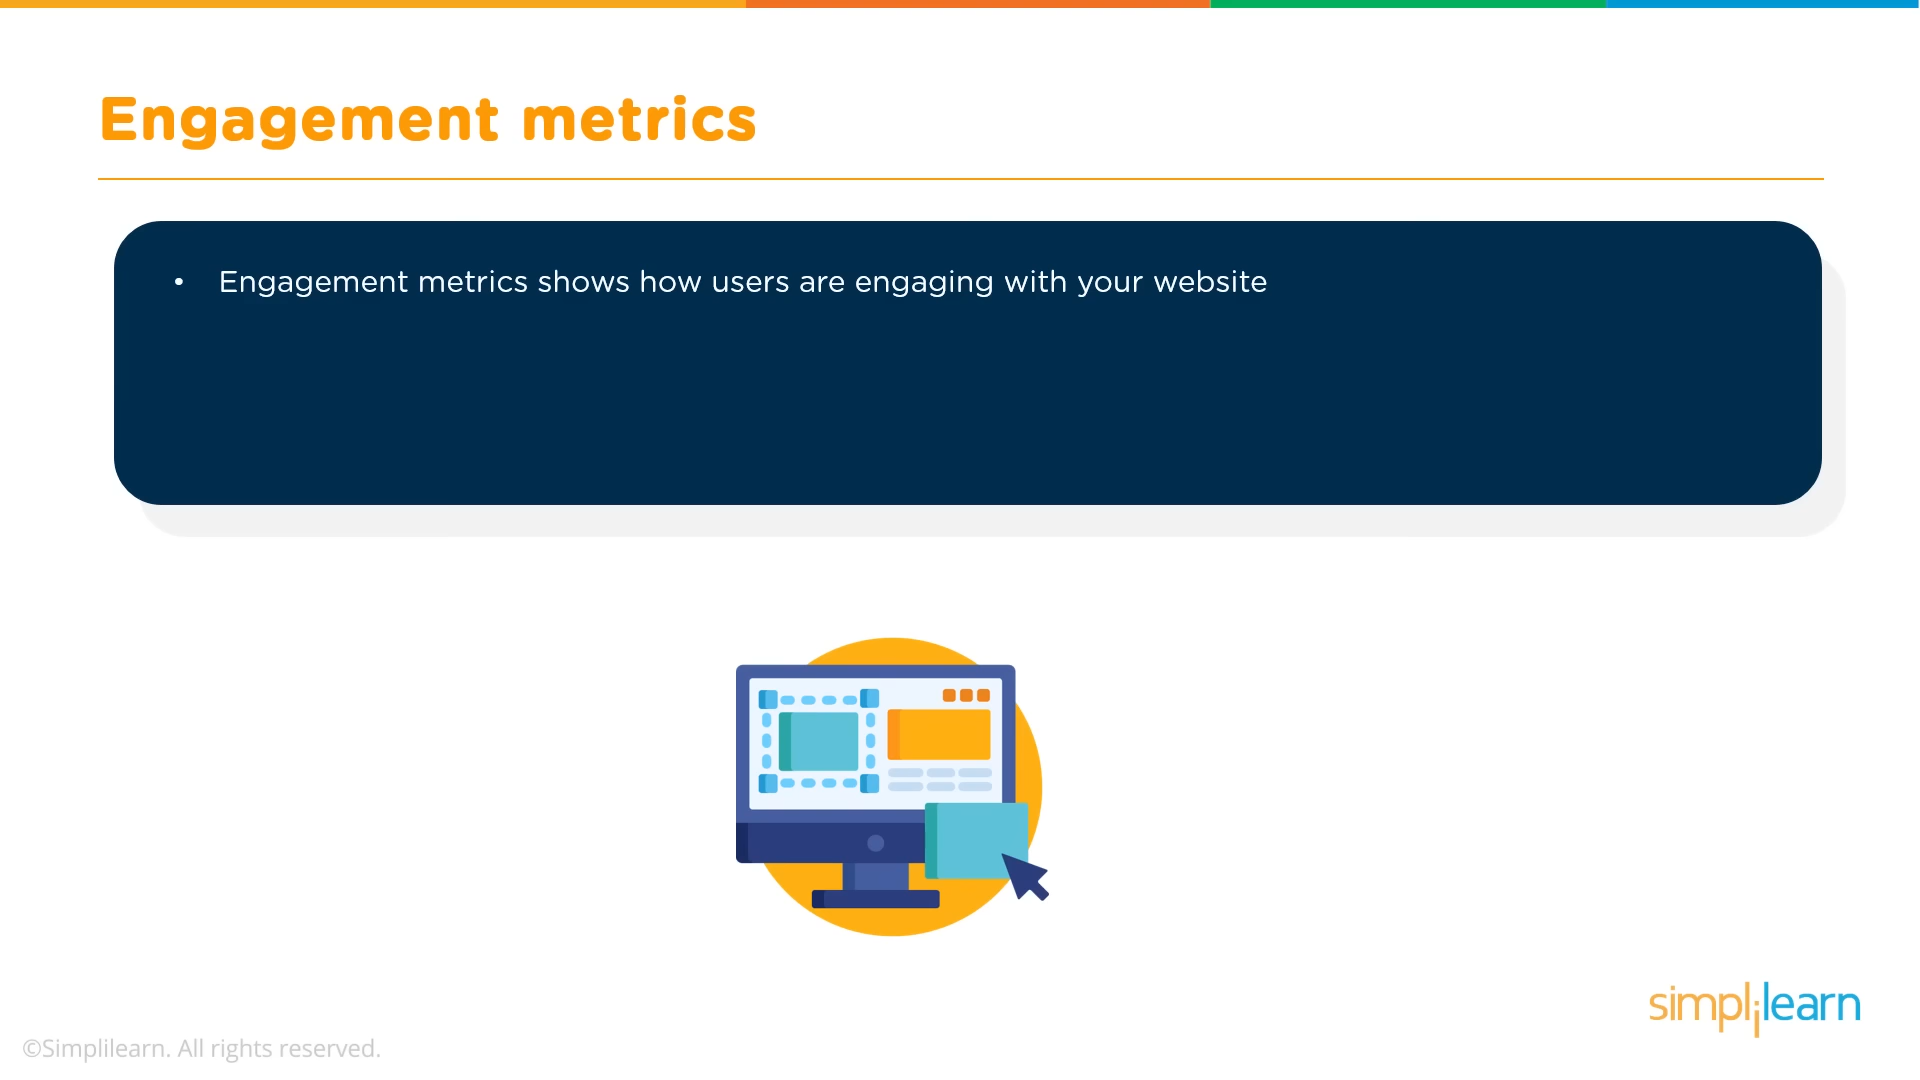 Engagement metrics
• Engagement metrics shows how users are engaging with your website
simplilearn
©Simplilearn. All rights reserved.